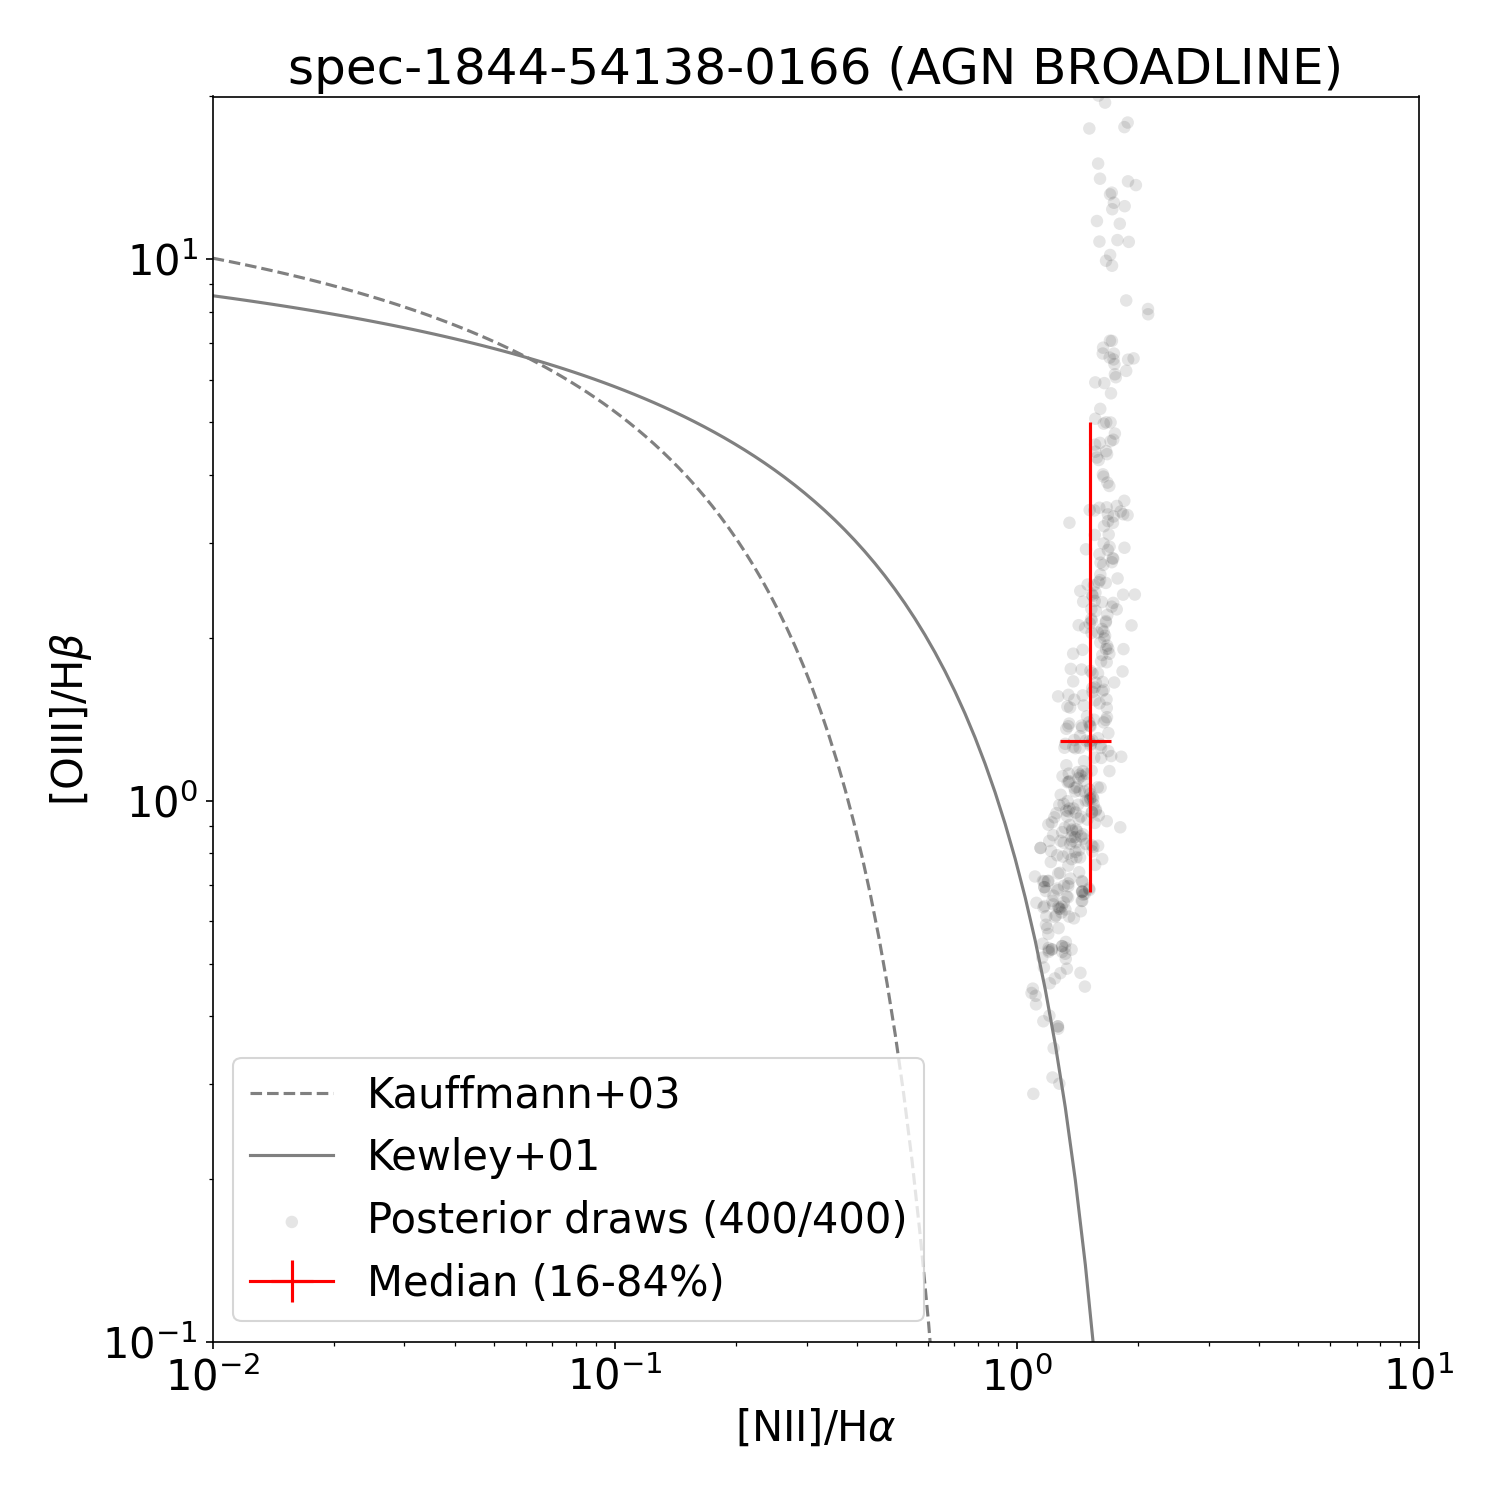 spec-1844-54138-0166 (AGN BROADLINE)
10¹
10⁰
10⁻¹
[OIII]/Hβ
Kauffmann+03
Kewley+01
Posterior draws (400/400)
Median (16-84%)
10⁻² 10⁻¹ 10⁰ 10¹
[NII]/Hα